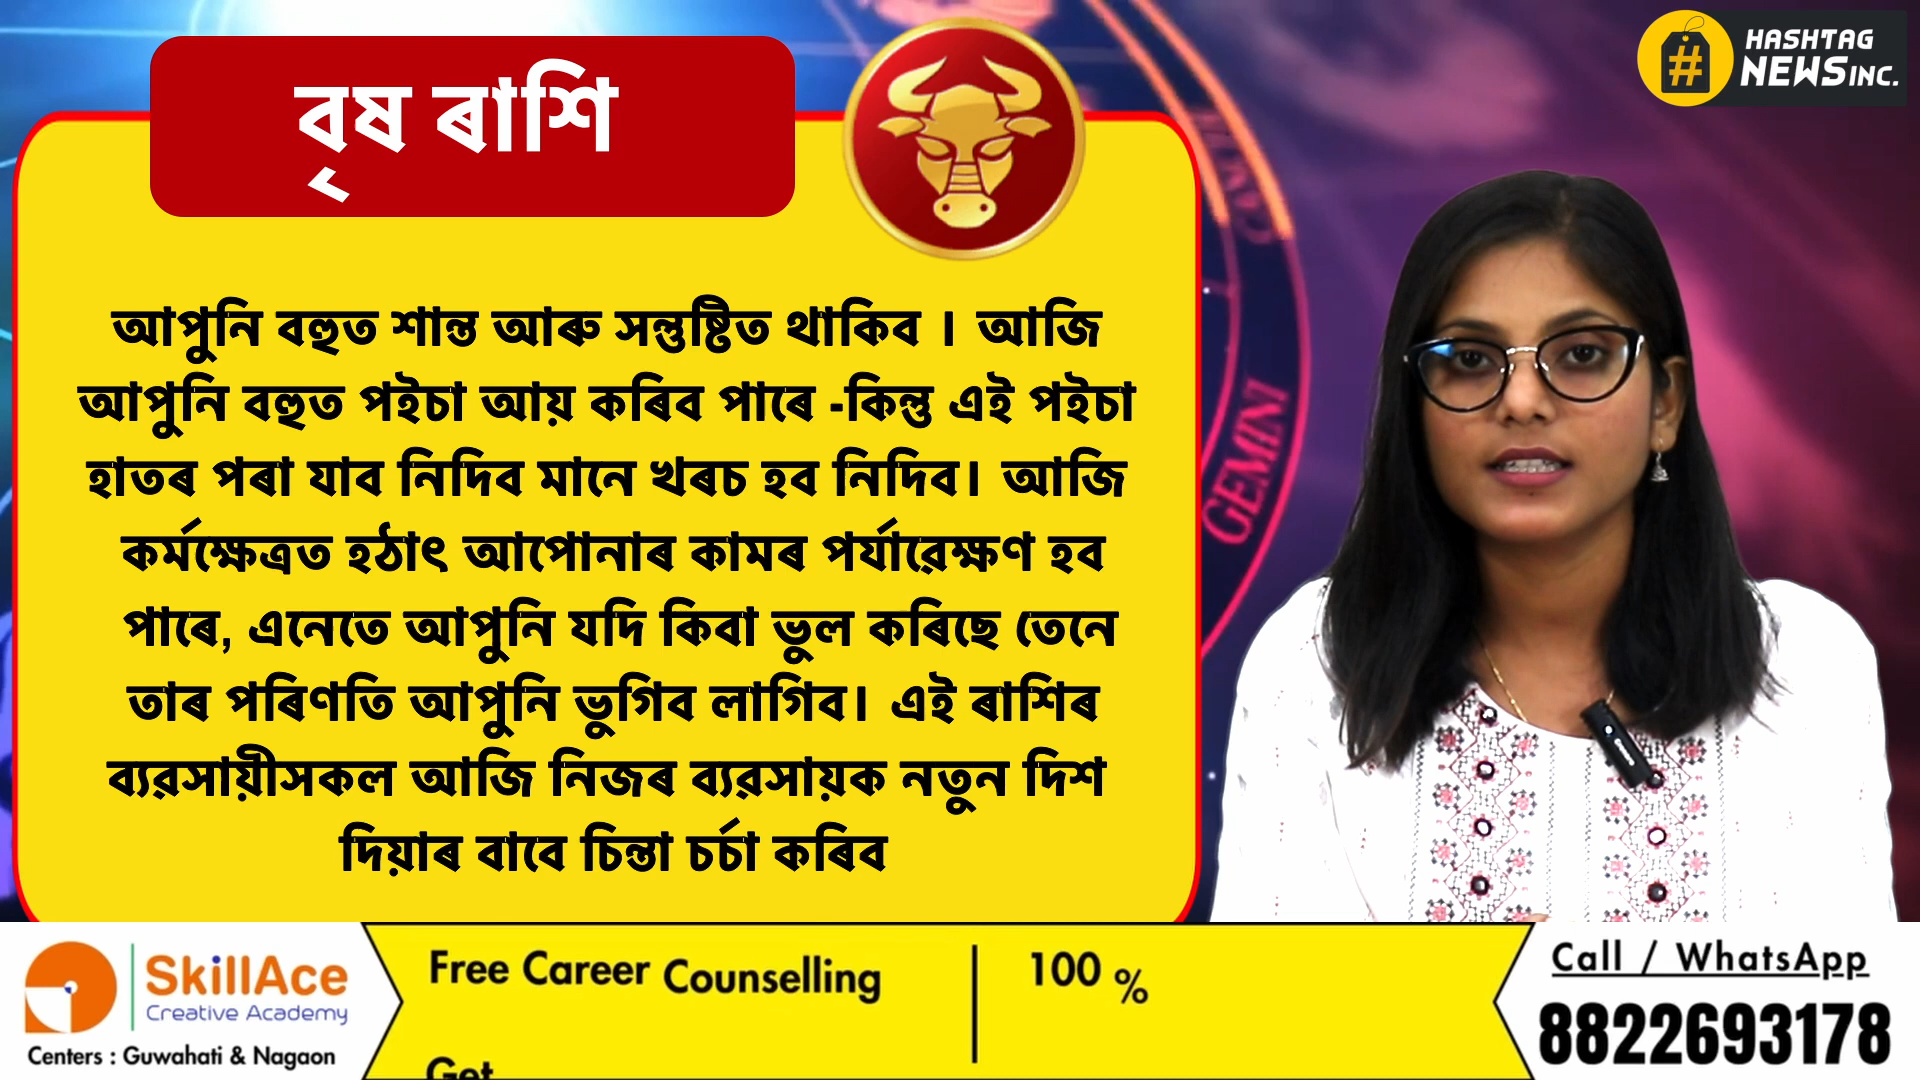 বৃষ ৰাশি
HASHTAG
NEWS INC.
আপুনি বহুত শান্ত আৰু সন্তুষ্টিত থাকিব । আজি
আপুনি বহুত পইচা আয় কৰিব পাৰে -কিন্তু এই পইচা
হাতৰ পৰা যাব নিদিব মানে খৰচ হব নিদিব। আজি
কৰ্মক্ষেত্ৰত হঠাৎ আপোনাৰ কামৰ পৰ্যাৱেক্ষণ হব
পাৰে, এনেতে আপুনি যদি কিবা ভুল কৰিছে তেনে
তাৰ পৰিণতি আপুনি ভুগিব লাগিব। এই ৰাশিৰ
ব্যৱসায়ীসকল আজি নিজৰ ব্যৱসায়ক নতুন দিশ
দিয়াৰ বাবে চিন্তা চৰ্চা কৰিব
GEMINI
SkillAce
Creative Academy
Centers : Guwahati & Nagaon
Free Career Counselling
100 %
Get
Call / WhatsApp
8822693178